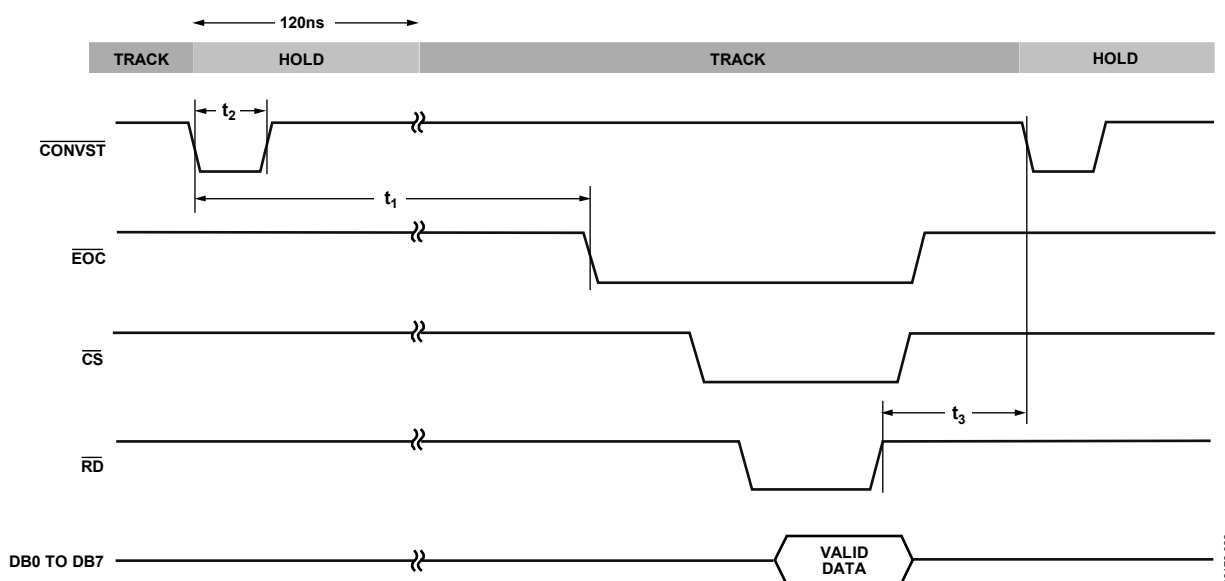 120ns
TRACK HOLD TRACK HOLD
t2
CONVST
t1
EOC
CS
t3
RD
DB0 TO DB7
VALID
DATA